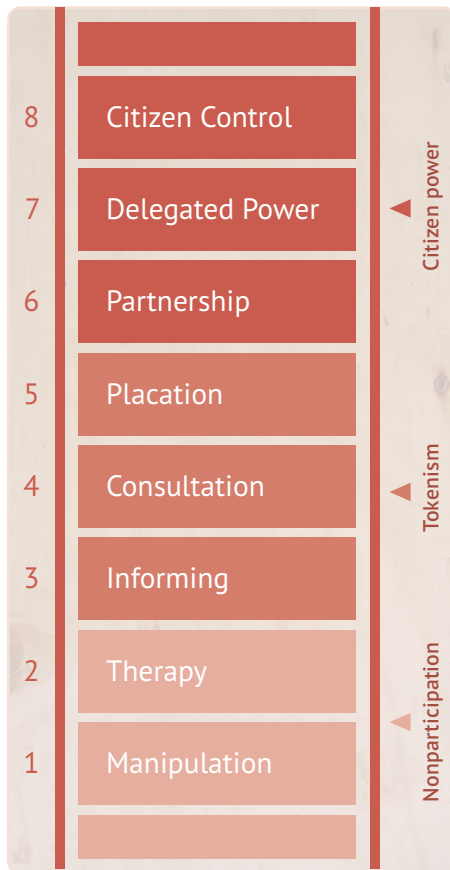 8 Citizen Control
7 Delegated Power
6 Partnership
5 Placation
4 Consultation
3 Informing
2 Therapy
1 Manipulation
Citizen power
Tokenism
Nonparticipation